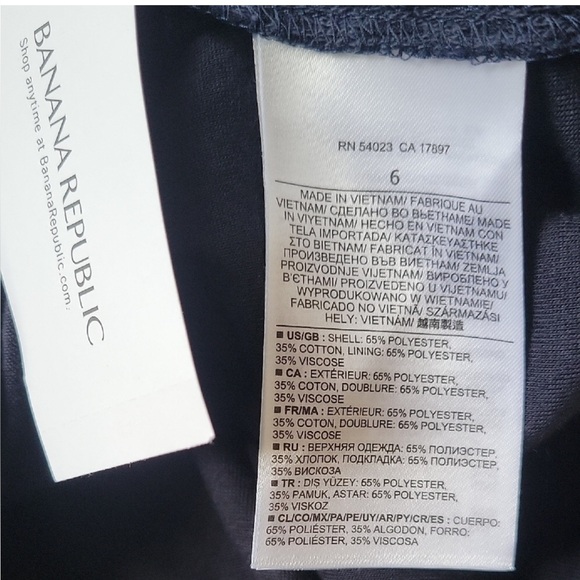 BANANA REPUBLIC
Shop anytime at BananaRepublic.com.
RN 54023 CA 17897
6
MADE IN VIETNAM/ FABRIQUE AU
VIETNAM/ СДЕЛАНО ВО ВЬЕТНАМЕ/ MADE
IN VIYETNAM/ HECHO EN VIETNAM CON
TELA IMPORTADA/ ΚΑΤΑΣΚΕΥΑΣΤΗΚΕ
ΣΤΟ ΒΙΕΤΝΑΜ/ FABRICAT ÎN VIETNAM/
ПРОИЗВЕДЕНО ВЪВ ВИЕТНАМ/ ZEMLJA
PROIZVODNJE VIJETNAM/ ВИРОБЛЕНО У
В'ЄТНАМІ/ PROIZVEDENO U VIJETNAMU/
WYPRODUKOWANO W WIETNAMIE/
FABRICADO NO VIETNÃ/ SZÁRMAZÁSI
HELY: VIETNÁM/ 越南製造
■ US/GB : SHELL: 65% POLYESTER,
35% COTTON, LINING: 65% POLYESTER,
35% VISCOSE
■ CA : EXTÉRIEUR: 65% POLYESTER,
35% COTON, DOUBLURE: 65% POLYESTER,
35% VISCOSE
■ FR/MA : EXTÉRIEUR: 65% POLYESTER,
35% COTON, DOUBLURE: 65% POLYESTER,
35% VISCOSE
■ RU : ВЕРХНЯЯ ОДЕЖДА: 65% ПОЛИЭСТЕР,
35% ХЛОПОК, ПОДКЛАДКА: 65% ПОЛИЭСТЕР,
35% ВИСКОЗА
■ TR : DIŞ YÜZEY: 65% POLYESTER,
35% PAMUK, ASTAR: 65% POLYESTER,
35% VISKOZ
■ CL/CO/MX/PA/PE/UY/AR/PY/CR/ES : CUERPO:
65% POLIÉSTER, 35% ALGODON, FORRO:
65% POLIÉSTER, 35% VISCOSA